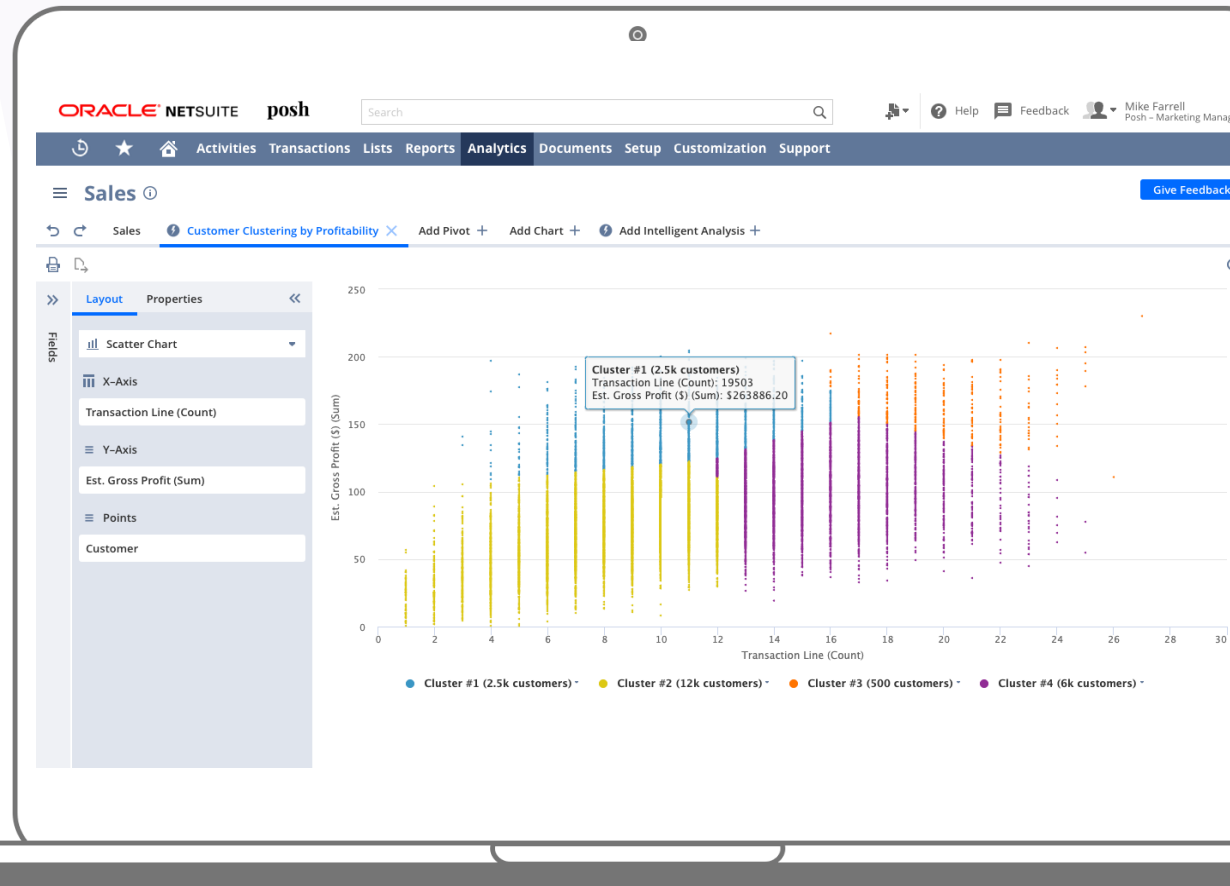 ORACLE NETSUITE posh
Search
Help
Feedback
Mike Farrell
Posh – Marketing Manag
Activities Transactions Lists Reports Analytics Documents Setup Customization Support
Sales
Give Feedback
Sales
Customer Clustering by Profitability
Add Pivot +
Add Chart +
Add Intelligent Analysis +
Fields
Layout Properties
Scatter Chart
X–Axis
Transaction Line (Count)
Y–Axis
Est. Gross Profit (Sum)
Points
Customer
Est. Gross Profit ($) (Sum)
250
200
150
100
50
0
Cluster #1 (2.5k customers)
Transaction Line (Count): 19503
Est. Gross Profit ($) (Sum): $263886.20
0 2 4 6 8 10 12 14 16 18 20 22 24 26 28 30
Transaction Line (Count)
Cluster #1 (2.5k customers) Cluster #2 (12k customers) Cluster #3 (500 customers) Cluster #4 (6k customers)